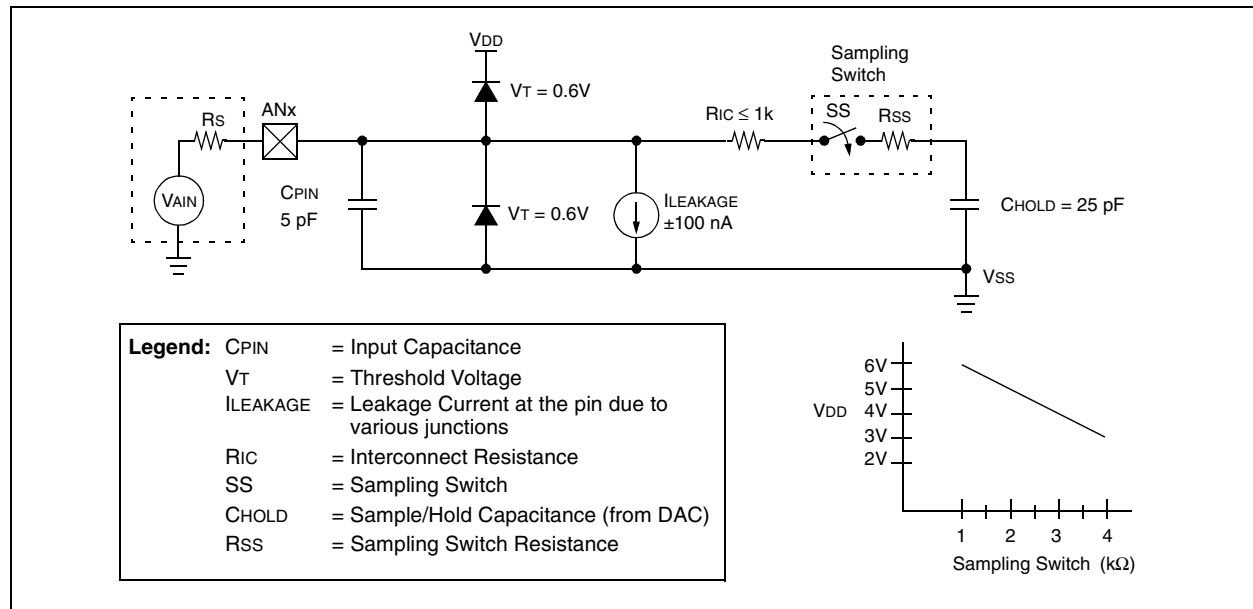 VDD
Sampling
Switch
VT = 0.6V
RS
ANx
RIC ≤ 1k
SS
RSS
VAIN
CPIN
5 pF
VT = 0.6V
ILEAKAGE
±100 nA
CHOLD = 25 pF
VSS
Legend: CPIN = Input Capacitance
VT = Threshold Voltage
ILEAKAGE = Leakage Current at the pin due to
various junctions
RIC = Interconnect Resistance
SS = Sampling Switch
CHOLD = Sample/Hold Capacitance (from DAC)
RSS = Sampling Switch Resistance
6V
5V
VDD 4V
3V
2V
1 2 3 4
Sampling Switch (kΩ)